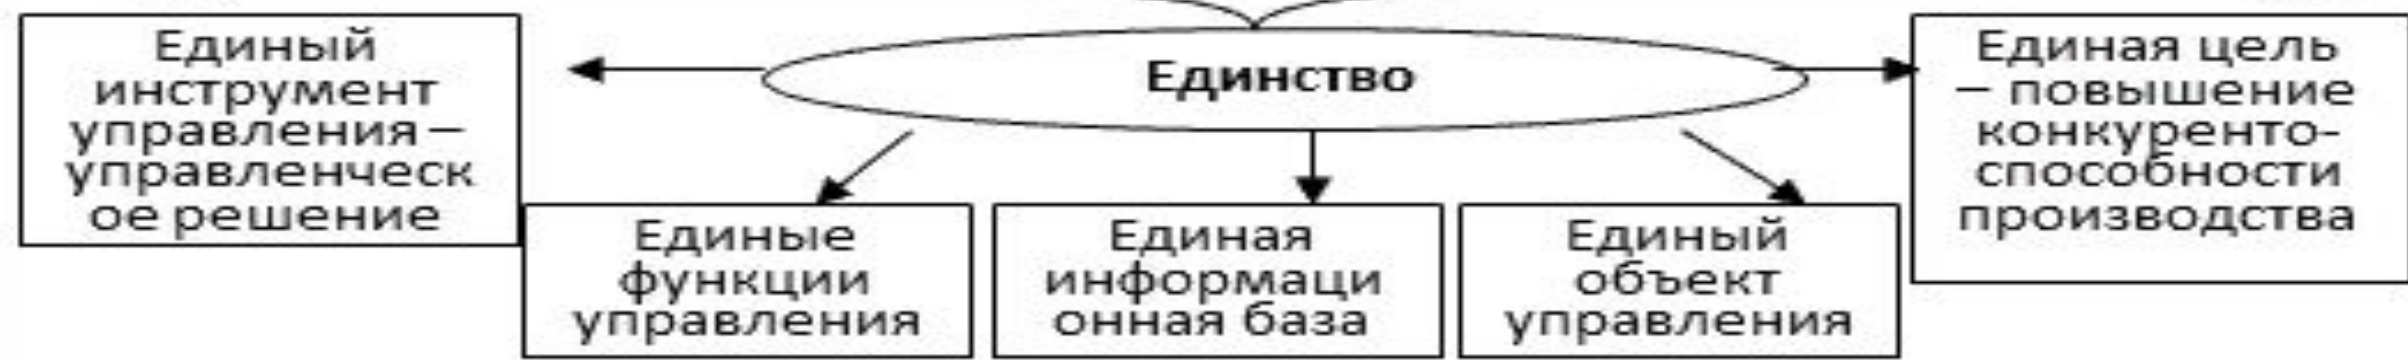 Единый
инструмент
управления –
управленческ
ое решение
Единство
Единая цель
– повышение
конкуренто-
способности
производства
Единые
функции
управления
Единая
информаци
онная база
Единый
объект
управления